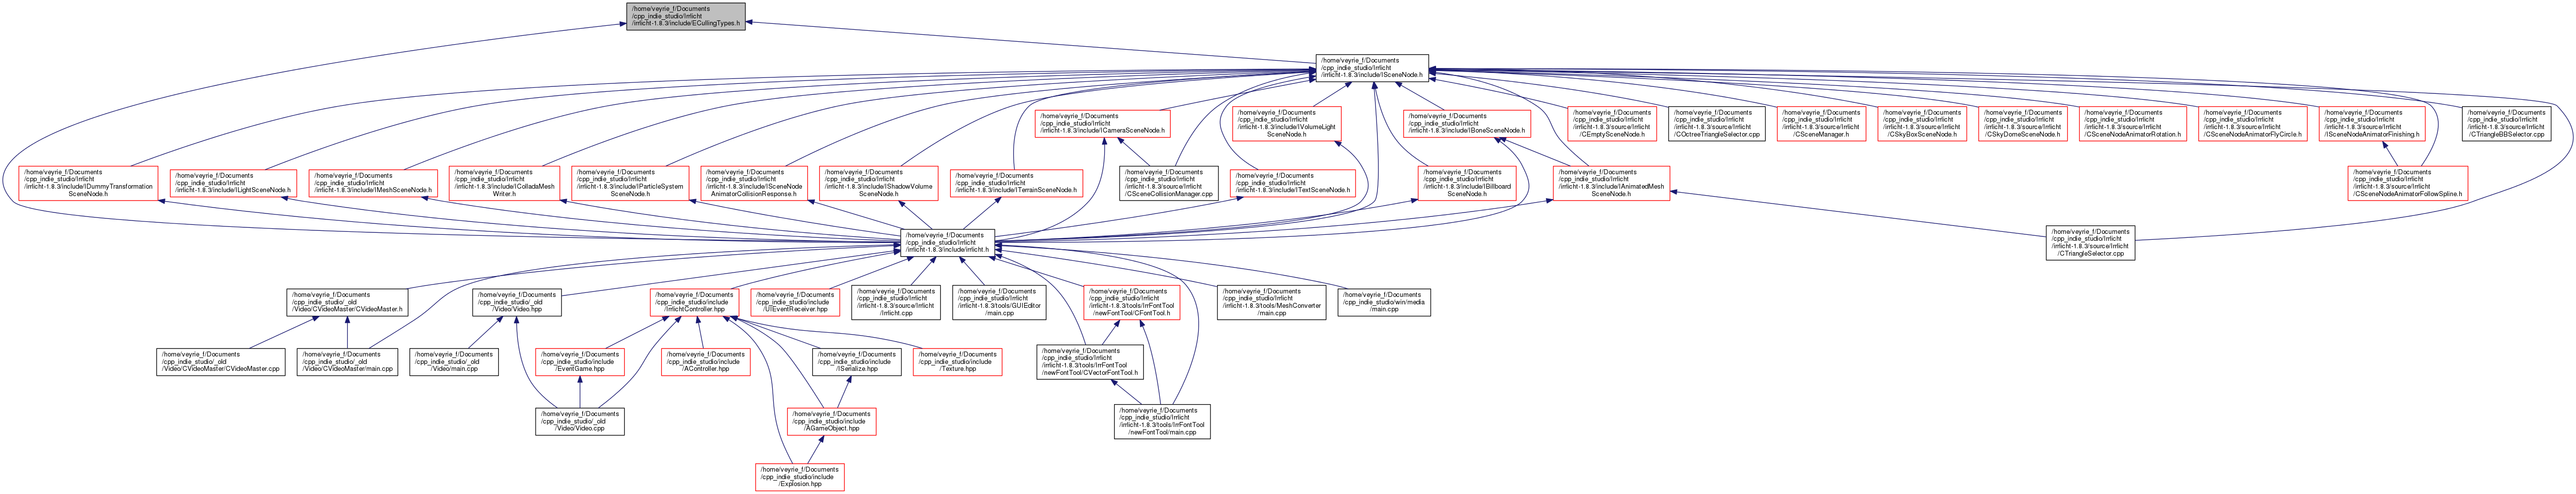 /home/veyrie_f/Documents
/cpp_indie_studio/Irrlicht
/irrlicht-1.8.3/include/ECullingTypes.h
/home/veyrie_f/Documents
/cpp_indie_studio/Irrlicht
/irrlicht-1.8.3/include/ISceneNode.h
/home/veyrie_f/Documents
/cpp_indie_studio/Irrlicht
/irrlicht-1.8.3/include/ICameraSceneNode.h
/home/veyrie_f/Documents
/cpp_indie_studio/Irrlicht
/irrlicht-1.8.3/include/IVolumeLight
SceneNode.h
/home/veyrie_f/Documents
/cpp_indie_studio/Irrlicht
/irrlicht-1.8.3/include/IBoneSceneNode.h
/home/veyrie_f/Documents
/cpp_indie_studio/Irrlicht
/irrlicht-1.8.3/source/Irrlicht
/CEmptySceneNode.h
/home/veyrie_f/Documents
/cpp_indie_studio/Irrlicht
/irrlicht-1.8.3/source/Irrlicht
/COctreeTriangleSelector.cpp
/home/veyrie_f/Documents
/cpp_indie_studio/Irrlicht
/irrlicht-1.8.3/source/Irrlicht
/CSceneManager.h
/home/veyrie_f/Documents
/cpp_indie_studio/Irrlicht
/irrlicht-1.8.3/source/Irrlicht
/CSkyBoxSceneNode.h
/home/veyrie_f/Documents
/cpp_indie_studio/Irrlicht
/irrlicht-1.8.3/source/Irrlicht
/CSkyDomeSceneNode.h
/home/veyrie_f/Documents
/cpp_indie_studio/Irrlicht
/irrlicht-1.8.3/source/Irrlicht
/CSceneNodeAnimatorRotation.h
/home/veyrie_f/Documents
/cpp_indie_studio/Irrlicht
/irrlicht-1.8.3/source/Irrlicht
/CSceneNodeAnimatorFlyCircle.h
/home/veyrie_f/Documents
/cpp_indie_studio/Irrlicht
/irrlicht-1.8.3/source/Irrlicht
/ISceneNodeAnimatorFinishing.h
/home/veyrie_f/Documents
/cpp_indie_studio/Irrlicht
/irrlicht-1.8.3/source/Irrlicht
/CTriangleBBSelector.cpp
/home/veyrie_f/Documents
/cpp_indie_studio/Irrlicht
/irrlicht-1.8.3/include/IDummyTransformation
SceneNode.h
/home/veyrie_f/Documents
/cpp_indie_studio/Irrlicht
/irrlicht-1.8.3/include/ILightSceneNode.h
/home/veyrie_f/Documents
/cpp_indie_studio/Irrlicht
/irrlicht-1.8.3/include/IMeshSceneNode.h
/home/veyrie_f/Documents
/cpp_indie_studio/Irrlicht
/irrlicht-1.8.3/include/IColladaMesh
Writer.h
/home/veyrie_f/Documents
/cpp_indie_studio/Irrlicht
/irrlicht-1.8.3/include/IParticleSystem
SceneNode.h
/home/veyrie_f/Documents
/cpp_indie_studio/Irrlicht
/irrlicht-1.8.3/include/ISceneNode
AnimatorCollisionResponse.h
/home/veyrie_f/Documents
/cpp_indie_studio/Irrlicht
/irrlicht-1.8.3/include/IShadowVolume
SceneNode.h
/home/veyrie_f/Documents
/cpp_indie_studio/Irrlicht
/irrlicht-1.8.3/include/ITerrainSceneNode.h
/home/veyrie_f/Documents
/cpp_indie_studio/Irrlicht
/irrlicht-1.8.3/source/Irrlicht
/CSceneCollisionManager.cpp
/home/veyrie_f/Documents
/cpp_indie_studio/Irrlicht
/irrlicht-1.8.3/include/ITextSceneNode.h
/home/veyrie_f/Documents
/cpp_indie_studio/Irrlicht
/irrlicht-1.8.3/include/IBillboard
SceneNode.h
/home/veyrie_f/Documents
/cpp_indie_studio/Irrlicht
/irrlicht-1.8.3/include/IAnimatedMesh
SceneNode.h
/home/veyrie_f/Documents
/cpp_indie_studio/Irrlicht
/irrlicht-1.8.3/source/Irrlicht
/CSceneNodeAnimatorFollowSpline.h
/home/veyrie_f/Documents
/cpp_indie_studio/Irrlicht
/irrlicht-1.8.3/include/irrlicht.h
/home/veyrie_f/Documents
/cpp_indie_studio/Irrlicht
/irrlicht-1.8.3/source/Irrlicht
/CTriangleSelector.cpp
/home/veyrie_f/Documents
/cpp_indie_studio/_old
/Video/CVideoMaster/CVideoMaster.h
/home/veyrie_f/Documents
/cpp_indie_studio/_old
/Video/Video.hpp
/home/veyrie_f/Documents
/cpp_indie_studio/include
/IrrlichtController.hpp
/home/veyrie_f/Documents
/cpp_indie_studio/include
/UIEventReceiver.hpp
/home/veyrie_f/Documents
/cpp_indie_studio/Irrlicht
/irrlicht-1.8.3/source/Irrlicht
/Irrlicht.cpp
/home/veyrie_f/Documents
/cpp_indie_studio/Irrlicht
/irrlicht-1.8.3/tools/GUIEditor
/main.cpp
/home/veyrie_f/Documents
/cpp_indie_studio/Irrlicht
/irrlicht-1.8.3/tools/IrrFontTool
/newFontTool/CFontTool.h
/home/veyrie_f/Documents
/cpp_indie_studio/Irrlicht
/irrlicht-1.8.3/tools/MeshConverter
/main.cpp
/home/veyrie_f/Documents
/cpp_indie_studio/win/media
/main.cpp
/home/veyrie_f/Documents
/cpp_indie_studio/_old
/Video/CVideoMaster/CVideoMaster.cpp
/home/veyrie_f/Documents
/cpp_indie_studio/_old
/Video/CVideoMaster/main.cpp
/home/veyrie_f/Documents
/cpp_indie_studio/_old
/Video/main.cpp
/home/veyrie_f/Documents
/cpp_indie_studio/include
/EventGame.hpp
/home/veyrie_f/Documents
/cpp_indie_studio/include
/AController.hpp
/home/veyrie_f/Documents
/cpp_indie_studio/include
/ISerialize.hpp
/home/veyrie_f/Documents
/cpp_indie_studio/include
/Texture.hpp
/home/veyrie_f/Documents
/cpp_indie_studio/Irrlicht
/irrlicht-1.8.3/tools/IrrFontTool
/newFontTool/CVectorFontTool.h
/home/veyrie_f/Documents
/cpp_indie_studio/_old
/Video/Video.cpp
/home/veyrie_f/Documents
/cpp_indie_studio/include
/AGameObject.hpp
/home/veyrie_f/Documents
/cpp_indie_studio/Irrlicht
/irrlicht-1.8.3/tools/IrrFontTool
/newFontTool/main.cpp
/home/veyrie_f/Documents
/cpp_indie_studio/include
/Explosion.hpp